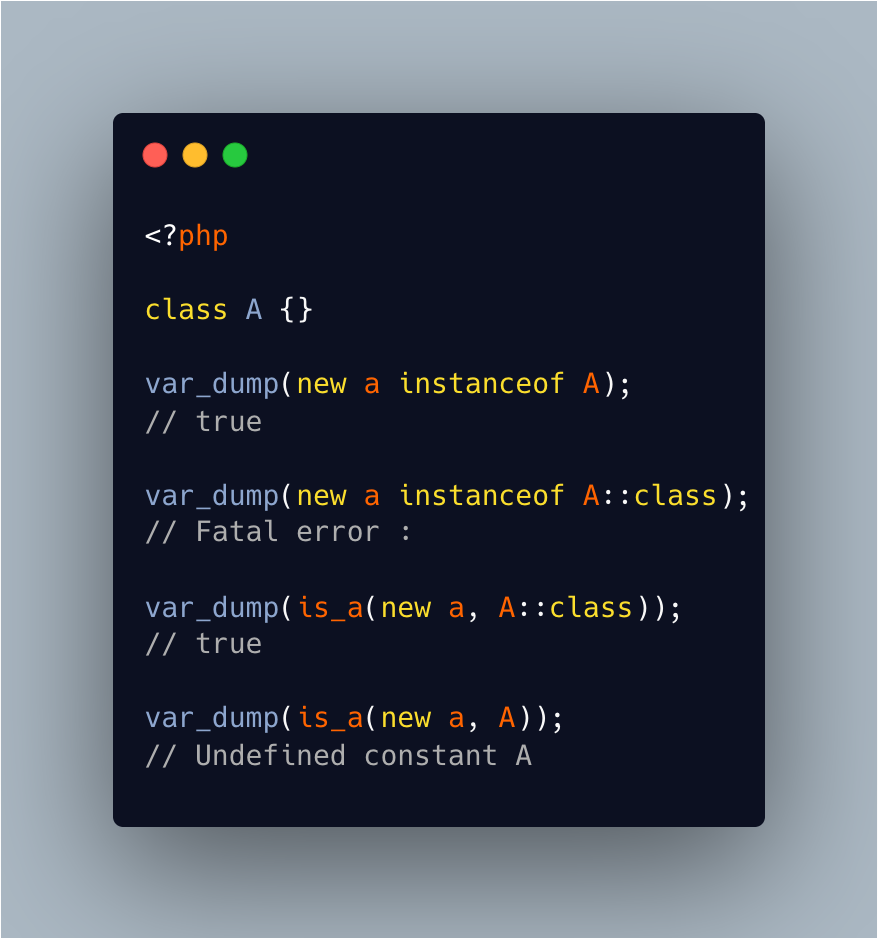 <?php
class A {}
var_dump(new a instanceof A);
// true
var_dump(new a instanceof A::class);
// Fatal error :
var_dump(is_a(new a, A::class));
// true
var_dump(is_a(new a, A));
// Undefined constant A